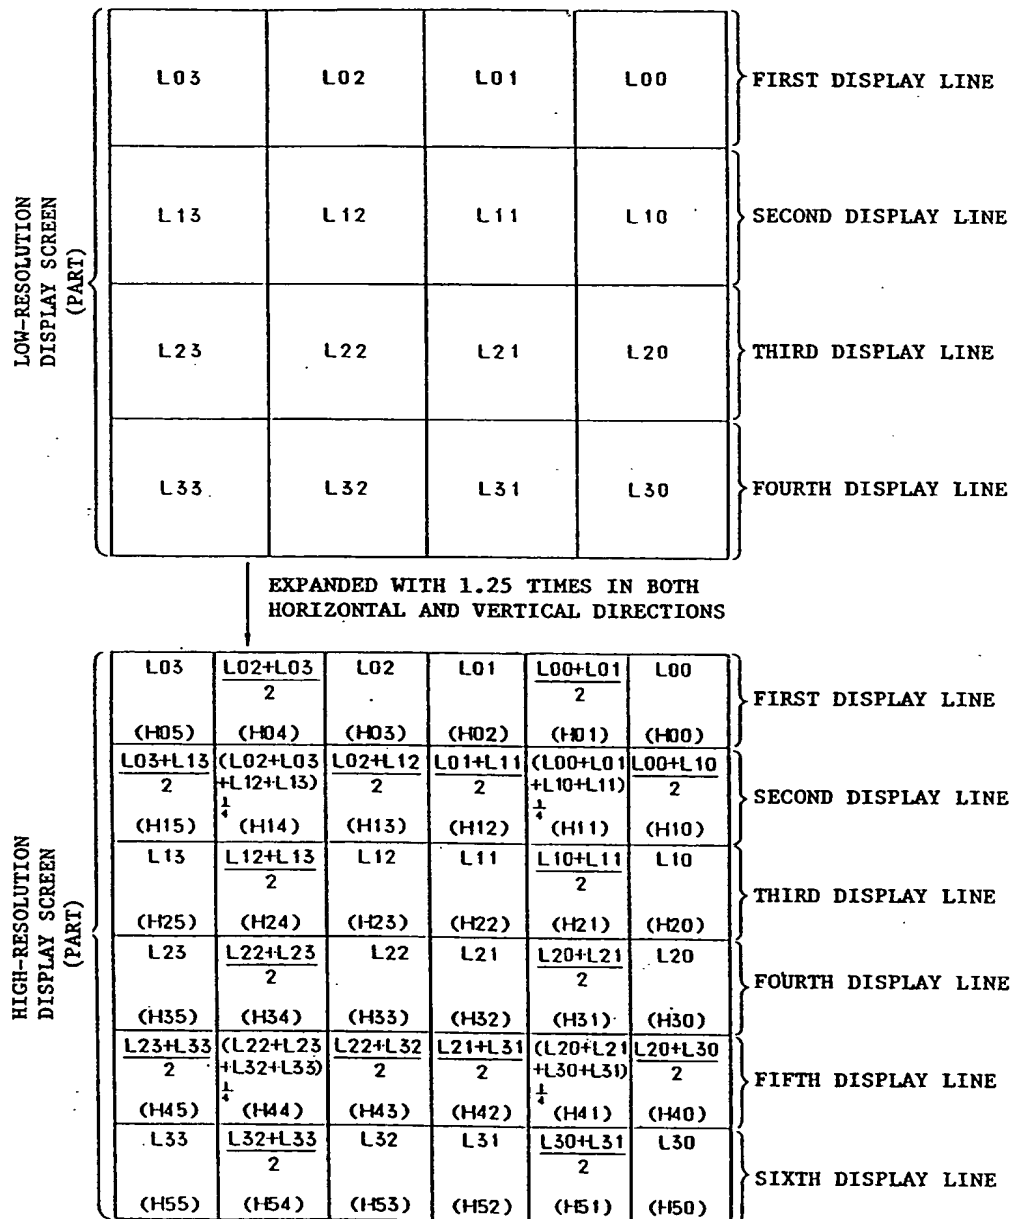 LOW-RESOLUTION
DISPLAY SCREEN
(PART)
L03 L02 L01 L00 FIRST DISPLAY LINE
L13 L12 L11 L10 SECOND DISPLAY LINE
L23 L22 L21 L20 THIRD DISPLAY LINE
L33 L32 L31 L30 FOURTH DISPLAY LINE
EXPANDED WITH 1.25 TIMES IN BOTH
HORIZONTAL AND VERTICAL DIRECTIONS
HIGH-RESOLUTION
DISPLAY SCREEN
(PART)
L03 L02+L03 L02 L01 L00+L01 L00
2 2
FIRST DISPLAY LINE
(H05) (H04) (H03) (H02) (H01) (H00)
L03+L13 (L02+L03 L02+L12 L01+L11 (L00+L01 L00+L10
2 +L12+L13) 2 2 +L10+L11) 2
1/4 1/4
SECOND DISPLAY LINE
(H15) (H14) (H13) (H12) (H11) (H10)
L13 L12+L13 L12 L11 L10+L11 L10
2 2
THIRD DISPLAY LINE
(H25) (H24) (H23) (H22) (H21) (H20)
L23 L22+L23 L22 L21 L20+L21 L20
2 2
FOURTH DISPLAY LINE
(H35) (H34) (H33) (H32) (H31) (H30)
L23+L33 (L22+L23 L22+L32 L21+L31 (L20+L21 L20+L30
2 +L32+L33) 2 2 +L30+L31) 2
1/4 1/4
FIFTH DISPLAY LINE
(H45) (H44) (H43) (H42) (H41) (H40)
L33 L32+L33 L32 L31 L30+L31 L30
2 2
SIXTH DISPLAY LINE
(H55) (H54) (H53) (H52) (H51) (H50)